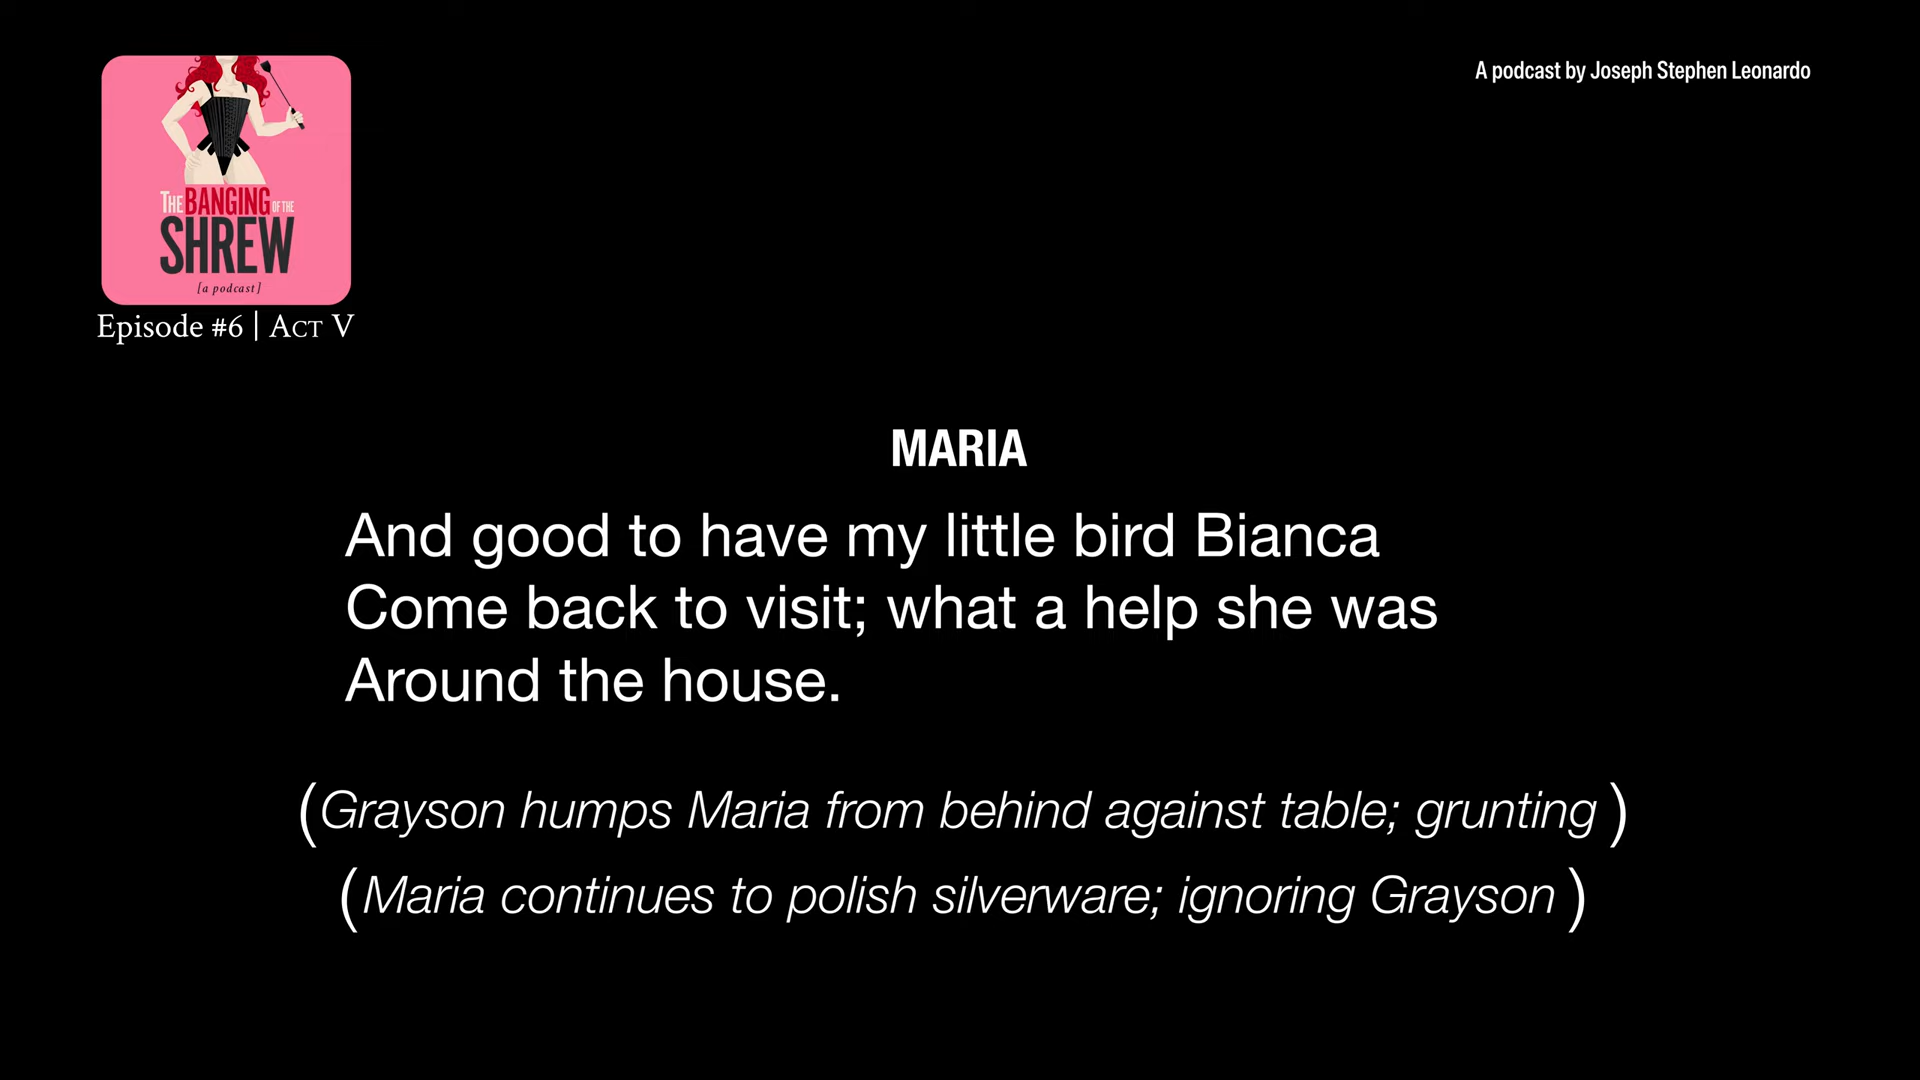 A podcast by Joseph Stephen Leonardo
THE BANGING OF THE
SHREW
[a podcast]
Episode #6 | ACT V
MARIA
And good to have my little bird Bianca
Come back to visit; what a help she was
Around the house.
(Grayson humps Maria from behind against table; grunting)
(Maria continues to polish silverware; ignoring Grayson)